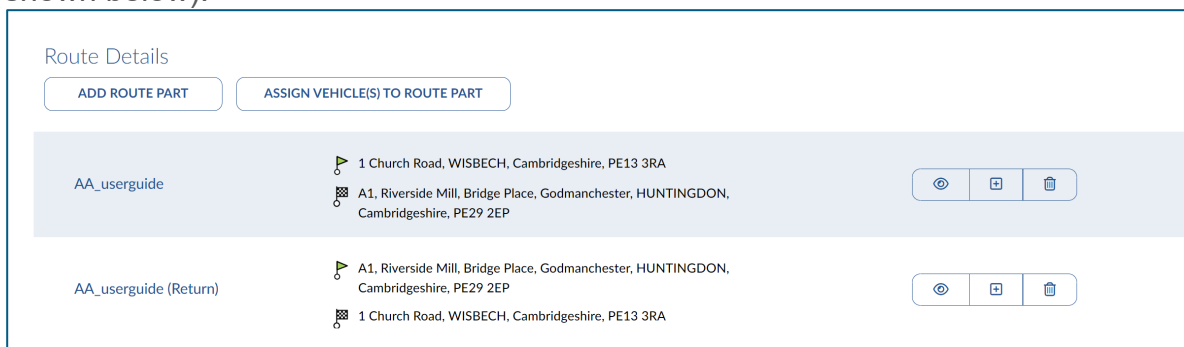 shown below).
Route Details
ADD ROUTE PART ASSIGN VEHICLE(S) TO ROUTE PART
1 Church Road, WISBECH, Cambridgeshire, PE13 3RA
AA_userguide
A1, Riverside Mill, Bridge Place, Godmanchester, HUNTINGDON,
Cambridgeshire, PE29 2EP
A1, Riverside Mill, Bridge Place, Godmanchester, HUNTINGDON,
Cambridgeshire, PE29 2EP
AA_userguide (Return)
1 Church Road, WISBECH, Cambridgeshire, PE13 3RA